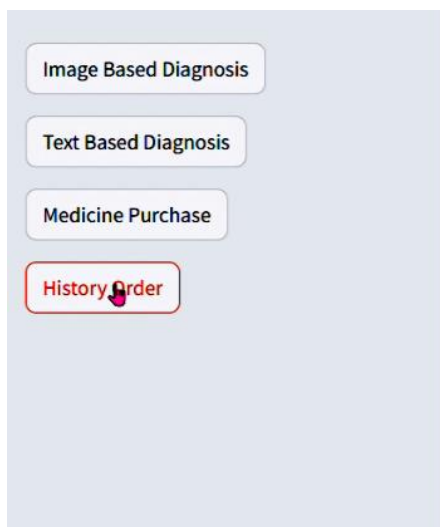 Image Based Diagnosis
Text Based Diagnosis
Medicine Purchase
History Order